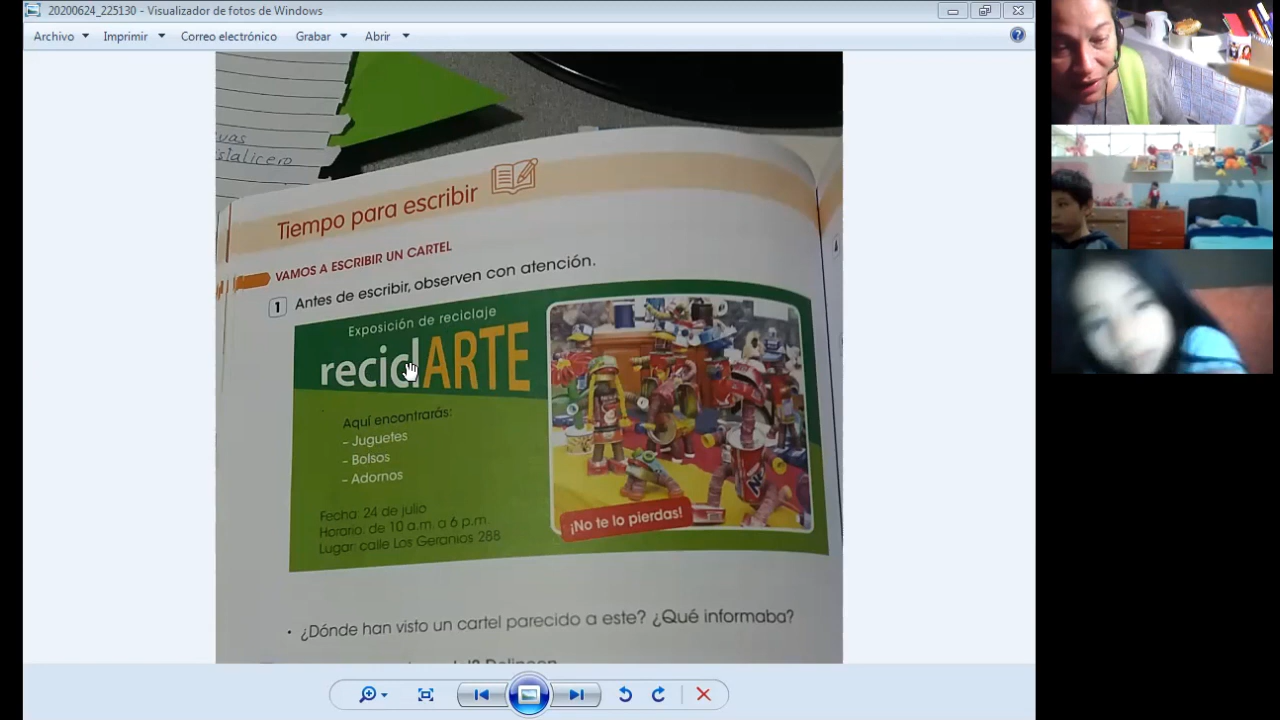 20200624_225130 - Visualizador de fotos de Windows
Archivo Imprimir Correo electrónico Grabar Abrir
Tiempo para escribir
VAMOS A ESCRIBIR UN CARTEL
1 Antes de escribir, observen con atención.
Exposición de reciclaje
reciclARTE
Aquí encontrarás:
- Juguetes
- Bolsos
- Adornos
Fecha: 24 de julio
Horario: de 10 a.m. a 6 p.m.
Lugar: calle Los Geranios 288
¡No te lo pierdas!
• ¿Dónde han visto un cartel parecido a este? ¿Qué informaba?